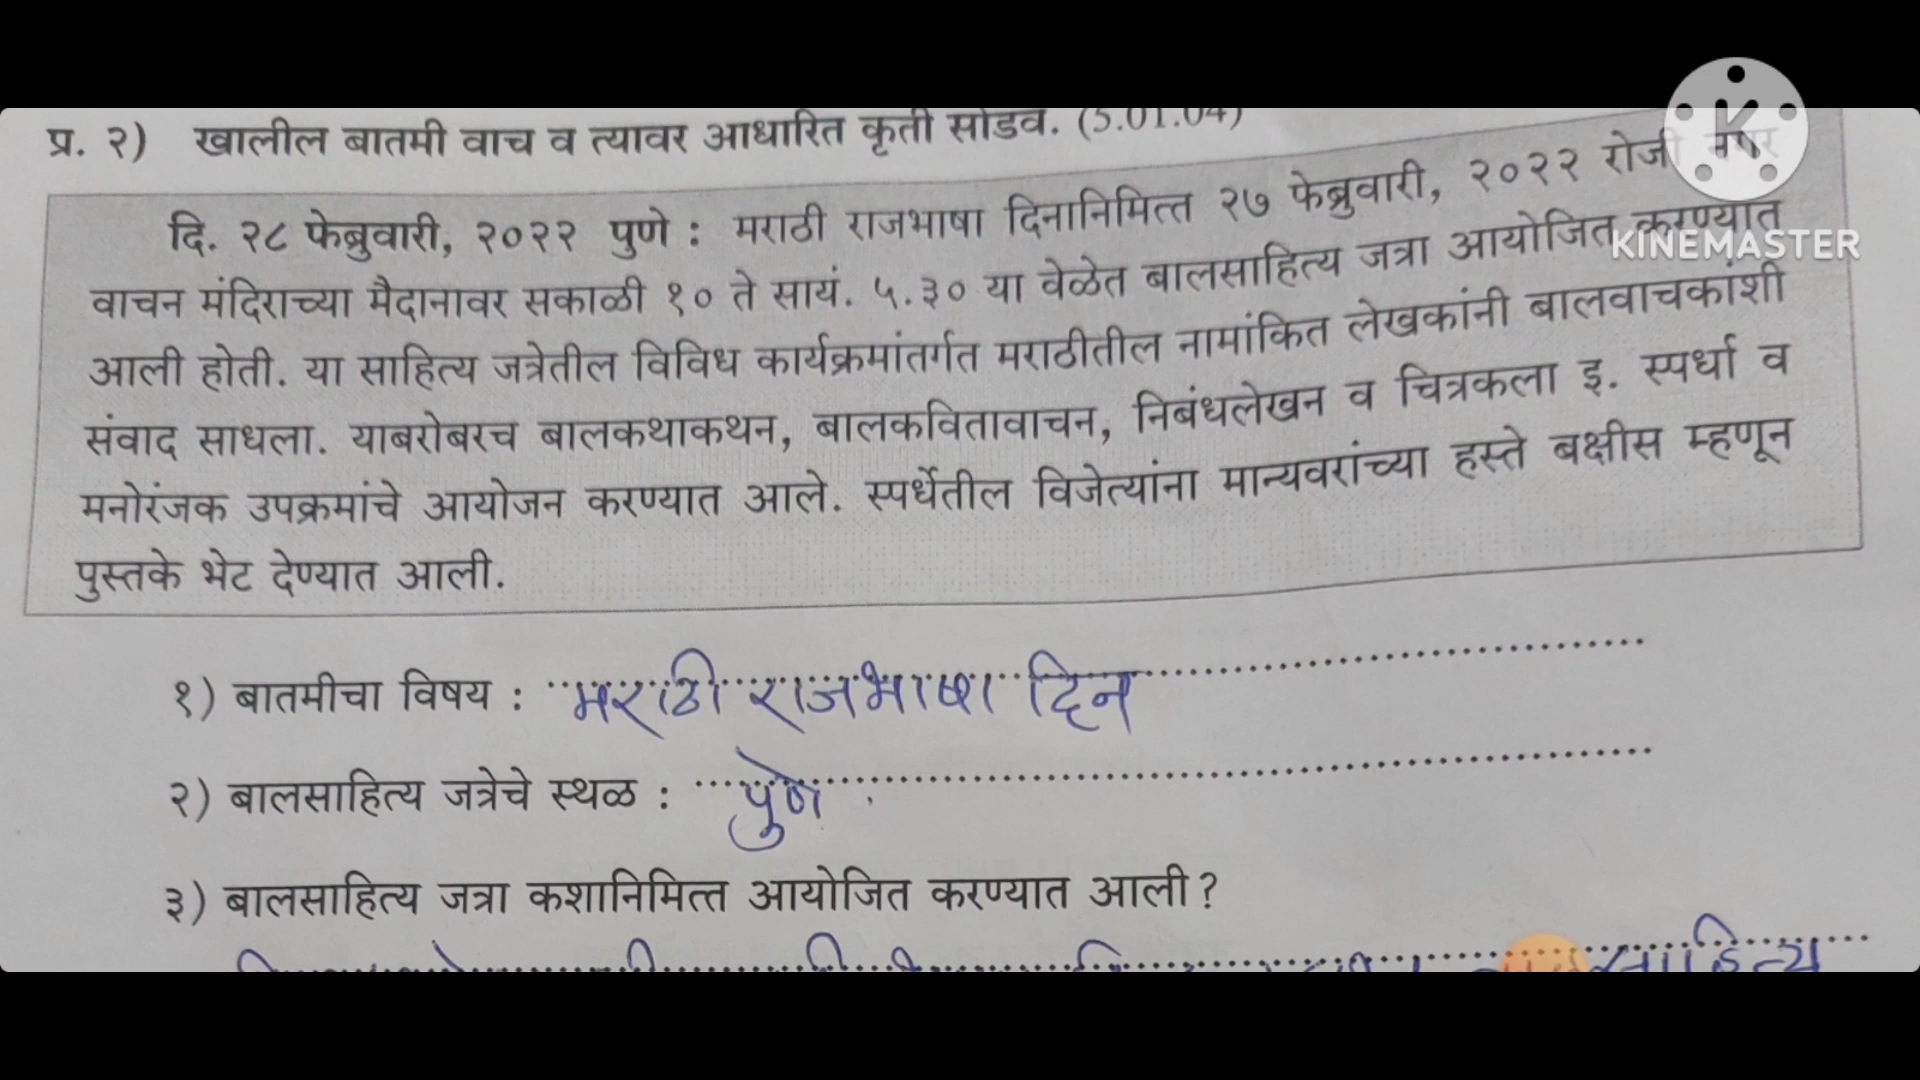 प्र. २) खालील बातमी वाच व त्यावर आधारित कृती सोडव. (5.01.04)
दि. २८ फेब्रुवारी, २०२२ पुणे : मराठी राजभाषा दिनानिमित्त २७ फेब्रुवारी, २०२२ रोजी नगर
वाचन मंदिराच्या मैदानावर सकाळी १० ते सायं. ५.३० या वेळेत बालसाहित्य जत्रा आयोजित करण्यात
आली होती. या साहित्य जत्रेतील विविध कार्यक्रमांतर्गत मराठीतील नामांकित लेखकांनी बालवाचकांशी
संवाद साधला. याबरोबरच बालकथाकथन, बालकवितावाचन, निबंधलेखन व चित्रकला इ. स्पर्धा व
मनोरंजक उपक्रमांचे आयोजन करण्यात आले. स्पर्धेतील विजेत्यांना मान्यवरांच्या हस्ते बक्षीस म्हणून
पुस्तके भेट देण्यात आली.
KINEMASTER
१) बातमीचा विषय : मराठी राजभाषा दिन
२) बालसाहित्य जत्रेचे स्थळ : पुणे
३) बालसाहित्य जत्रा कशानिमित्त आयोजित करण्यात आली ?